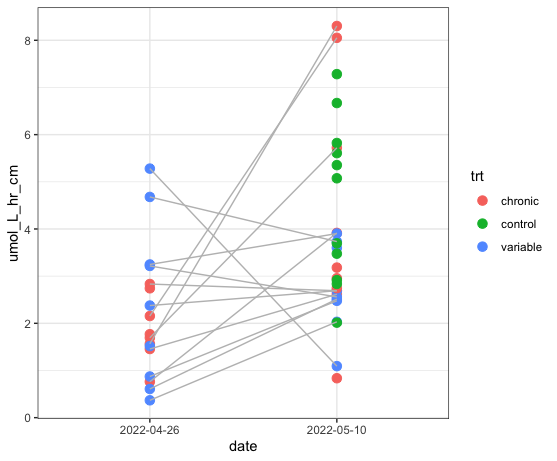 8
6
4
2
0
umol_L_hr_cm
2022-04-26
2022-05-10
date
trt
chronic
control
variable